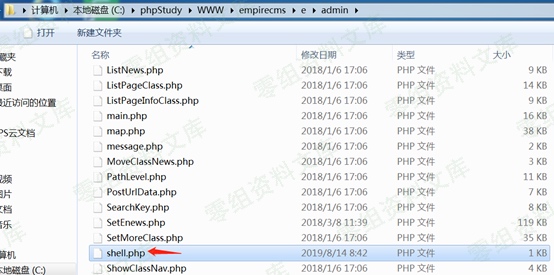 计算机 ▸ 本地磁盘 (C:) ▸ phpStudy ▸ WWW ▸ empirecms ▸ e ▸ admin ▸
打开 新建文件夹
名称 修改日期 类型 大小
ListNews.php 2018/1/6 17:06 PHP 文件 9 KB
ListPageClass.php 2018/1/6 17:06 PHP 文件 14 KB
ListPageInfoClass.php 2018/1/6 17:06 PHP 文件 9 KB
main.php 2018/1/6 17:06 PHP 文件 16 KB
map.php 2018/1/6 17:06 PHP 文件 38 KB
message.php 2018/1/6 17:06 PHP 文件 2 KB
MoveClassNews.php 2018/1/6 17:06 PHP 文件 3 KB
PathLevel.php 2018/1/6 17:06 PHP 文件 11 KB
PostUrlData.php 2018/1/6 17:06 PHP 文件 7 KB
SearchKey.php 2018/1/6 17:06 PHP 文件 9 KB
SetEnews.php 2018/3/8 11:39 PHP 文件 119 KB
SetMoreClass.php 2018/1/6 17:06 PHP 文件 35 KB
shell.php 2019/8/14 8:42 PHP 文件 1 KB
ShowClassNav.php 2018/1/6 17:06 PHP 文件 4 KB
藏夹
下载
桌面
最近访问的位置
PS云文档
视频
图片
文档
音乐
计算机
本地磁盘 (C:)
零组资料文库